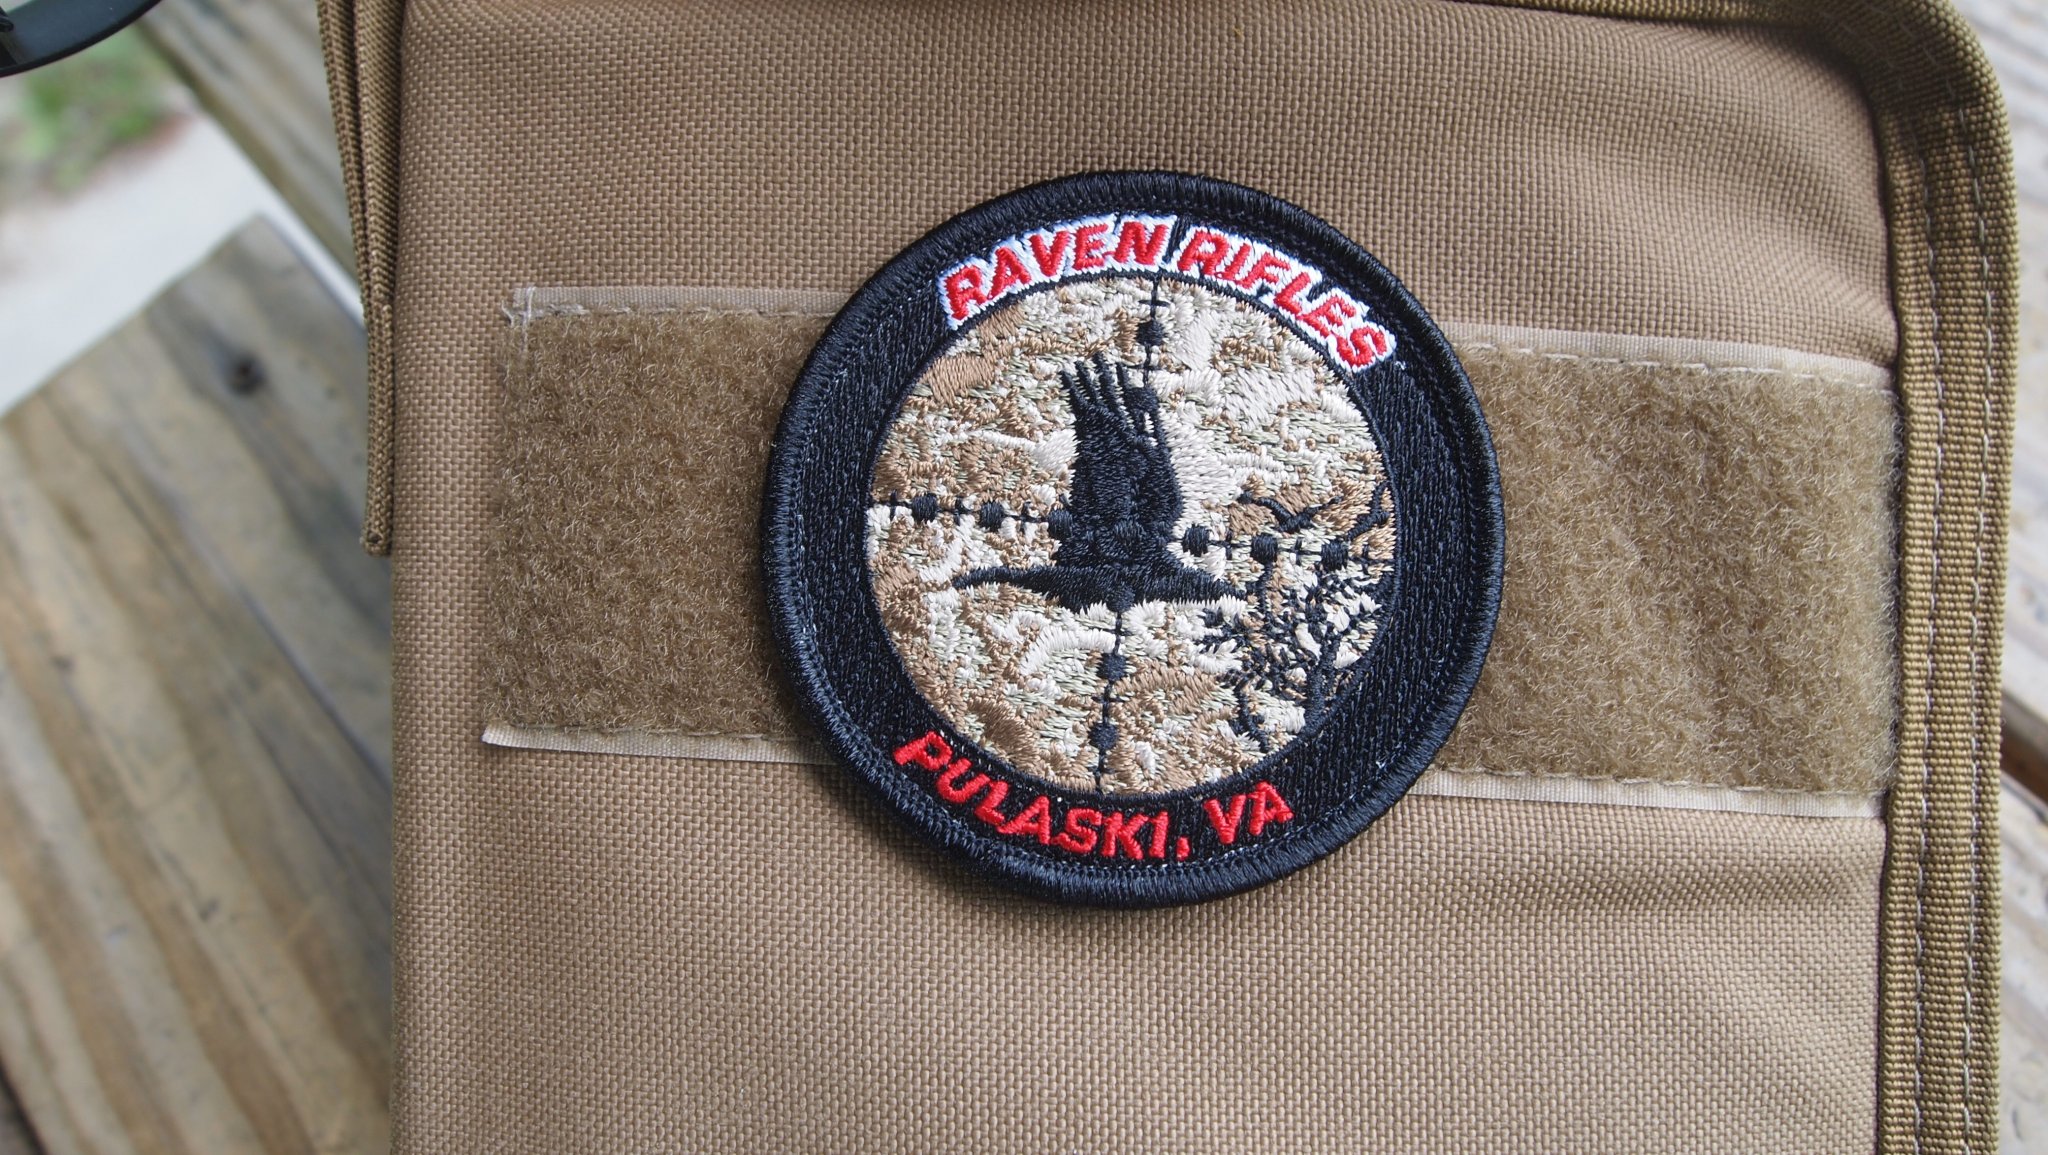 RAVEN RIFLES
PULASKI, VA